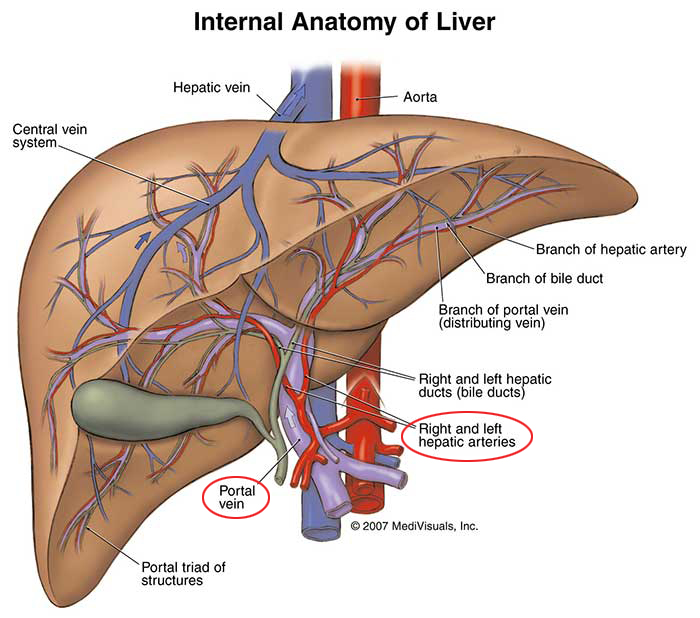 Internal Anatomy of Liver
Hepatic vein
Aorta
Central vein
system
Branch of hepatic artery
Branch of bile duct
Branch of portal vein
(distributing vein)
Right and left hepatic
ducts (bile ducts)
Right and left
hepatic arteries
Portal
vein
© 2007 MediVisuals, Inc.
Portal triad of
structures